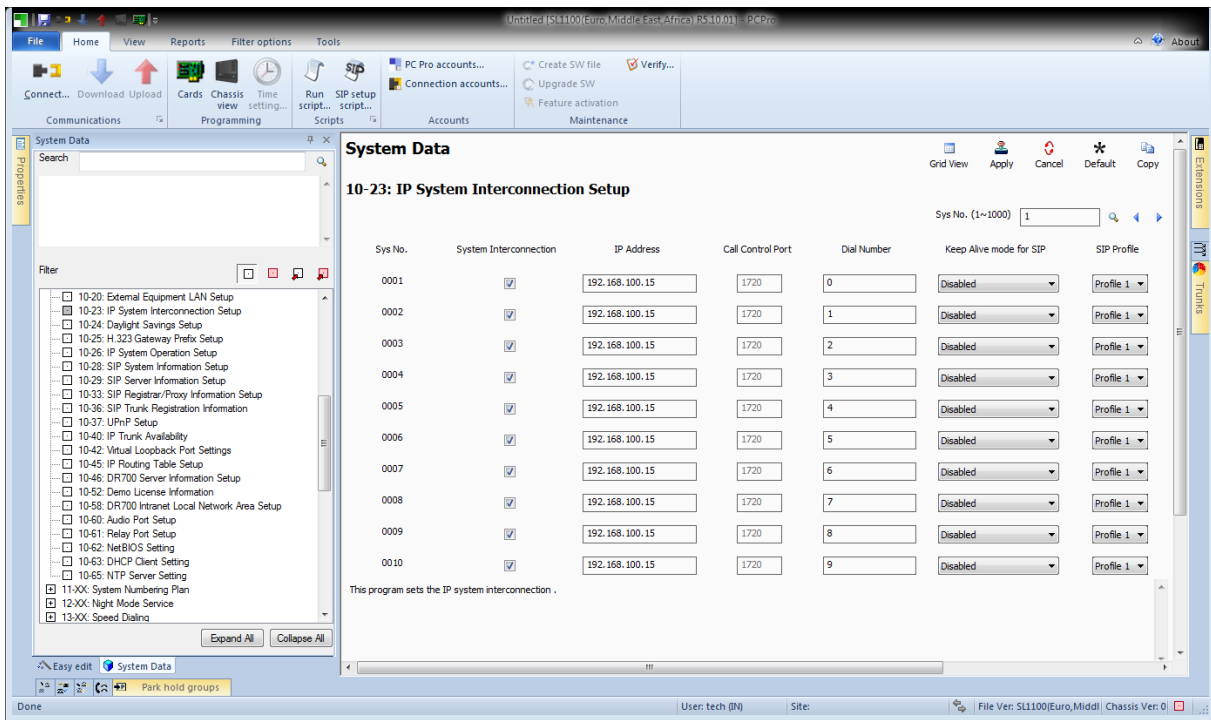 Untitled [SL1100 (Euro,Middle East,Africa) R5.10.01] - PCPro
File Home View Reports Filter options Tools About
Connect... Download Upload
Communications
Cards Chassis view Time setting...
Programming
Run script... SIP setup script...
Scripts
PC Pro accounts...
Connection accounts...
Accounts
Create SW file Verify...
Upgrade SW
Feature activation
Maintenance
Properties
System Data
Search
Filter
10-20: External Equipment LAN Setup
10-23: IP System Interconnection Setup
10-24: Daylight Savings Setup
10-25: H.323 Gateway Prefix Setup
10-26: IP System Operation Setup
10-28: SIP System Information Setup
10-29: SIP Server Information Setup
10-33: SIP Registrar/Proxy Information Setup
10-36: SIP Trunk Registration Information
10-37: UPnP Setup
10-40: IP Trunk Availability
10-42: Virtual Loopback Port Settings
10-45: IP Routing Table Setup
10-46: DR700 Server Information Setup
10-52: Demo License Information
10-58: DR700 Intranet Local Network Area Setup
10-60: Audio Port Setup
10-61: Relay Port Setup
10-62: NetBIOS Setting
10-63: DHCP Client Setting
10-65: NTP Server Setting
11-XX: System Numbering Plan
12-XX: Night Mode Service
13-XX: Speed Dialing
Expand All Collapse All
Easy edit System Data
Park hold groups
System Data
Grid View Apply Cancel Default Copy
10-23: IP System Interconnection Setup
Sys No. (1~1000) 1
Sys No. System Interconnection IP Address Call Control Port Dial Number Keep Alive mode for SIP SIP Profile
0001 192.168.100.15 1720 0 Disabled Profile 1
0002 192.168.100.15 1720 1 Disabled Profile 1
0003 192.168.100.15 1720 2 Disabled Profile 1
0004 192.168.100.15 1720 3 Disabled Profile 1
0005 192.168.100.15 1720 4 Disabled Profile 1
0006 192.168.100.15 1720 5 Disabled Profile 1
0007 192.168.100.15 1720 6 Disabled Profile 1
0008 192.168.100.15 1720 7 Disabled Profile 1
0009 192.168.100.15 1720 8 Disabled Profile 1
0010 192.168.100.15 1720 9 Disabled Profile 1
This program sets the IP system interconnection .
Extensions
Trunks
Done User: tech (IN) Site: File Ver: SL1100(Euro,Middl Chassis Ver: 0